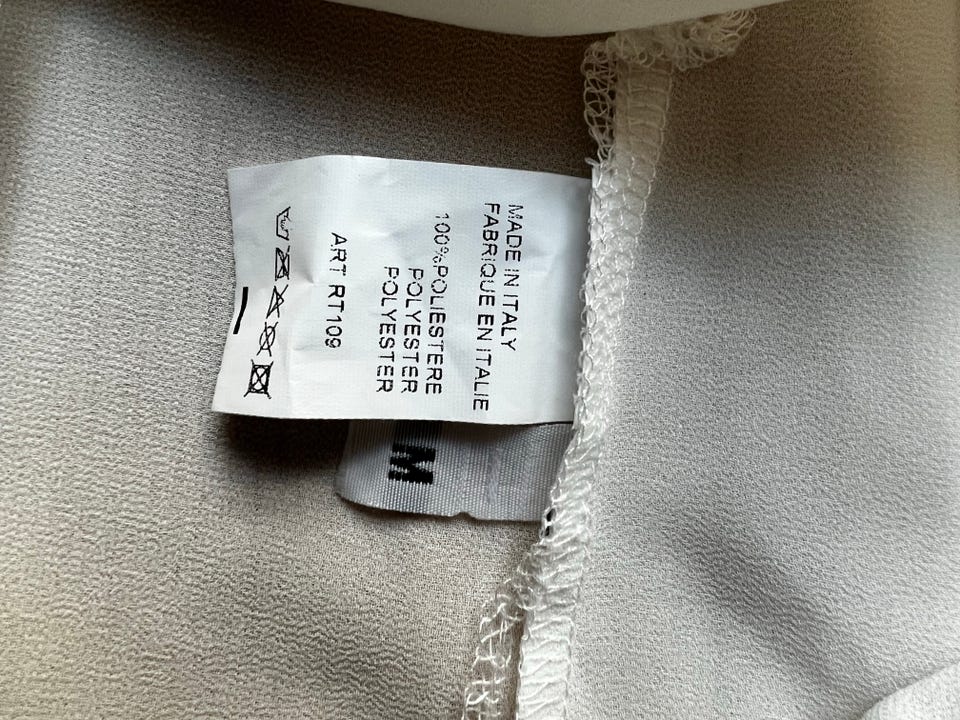 MADE IN ITALY
FABRIQUE EN ITALIE
100%POLIESTERE
POLYESTER
POLYESTER
ART RT109
M